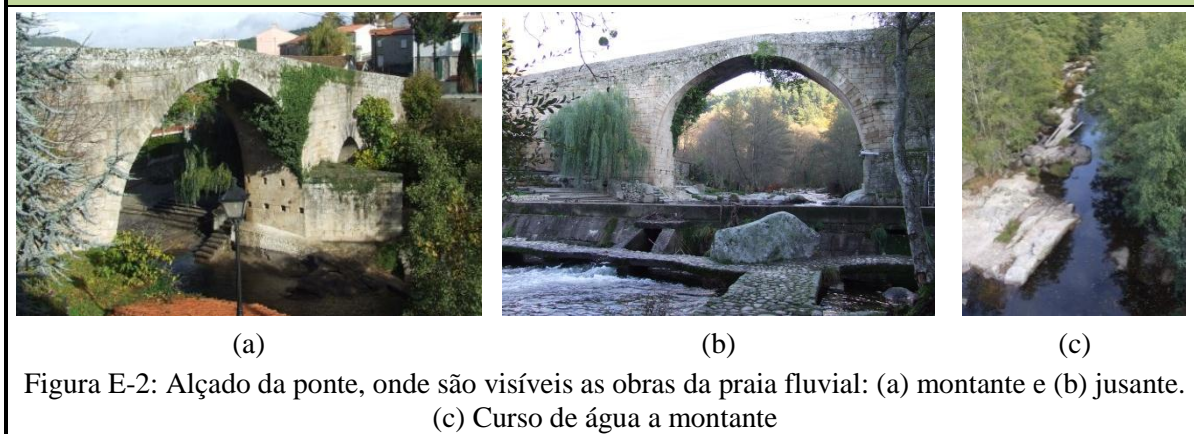 (a)
(b)
(c)
Figura E-2: Alçado da ponte, onde são visíveis as obras da praia fluvial: (a) montante e (b) jusante.
(c) Curso de água a montante